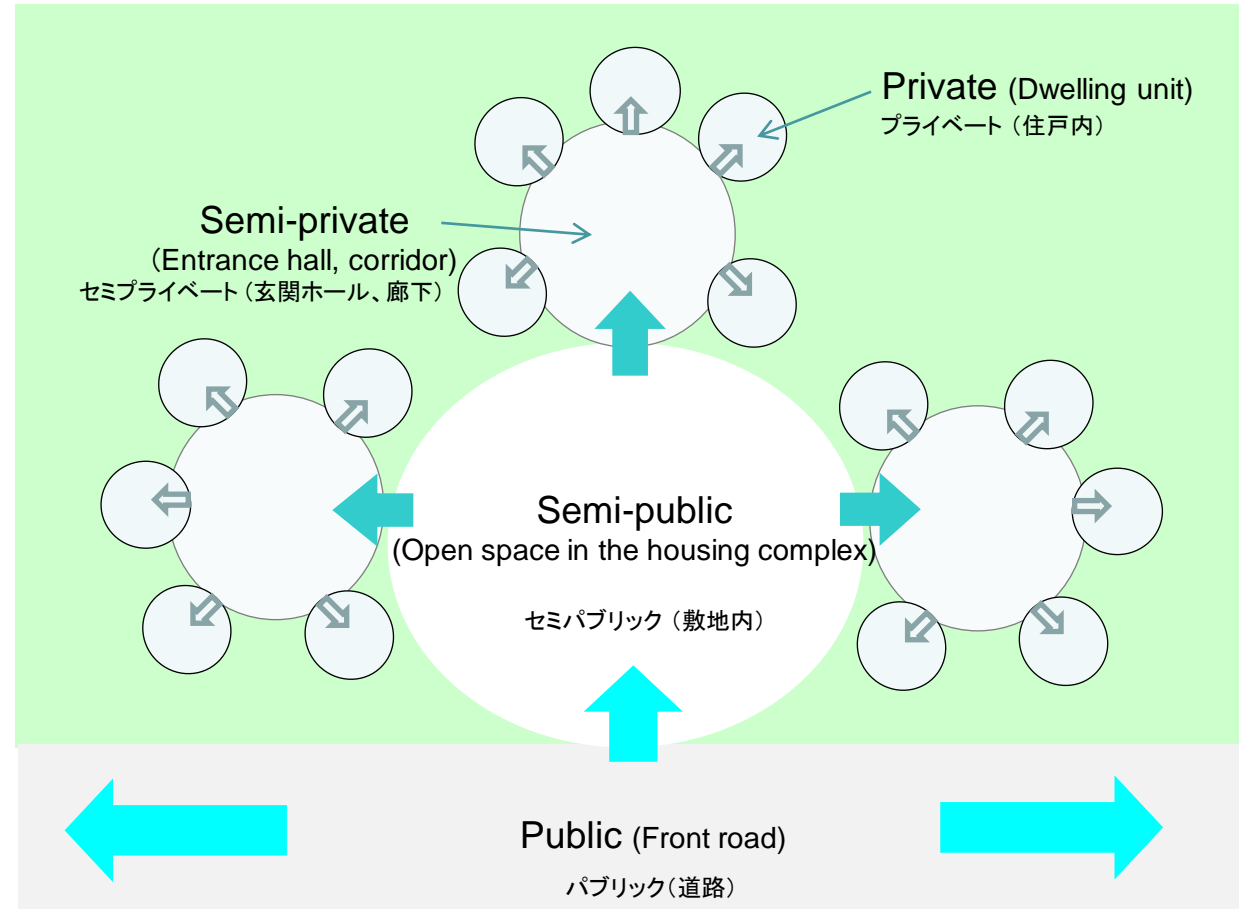 Private (Dwelling unit)
プライベート （住戸内）
Semi-private
（Entrance hall, corridor)
セミプライベート （玄関ホール、廊下）
Semi-public
(Open space in the housing complex)
セミパブリック （敷地内）
Public (Front road)
パブリック（道路）